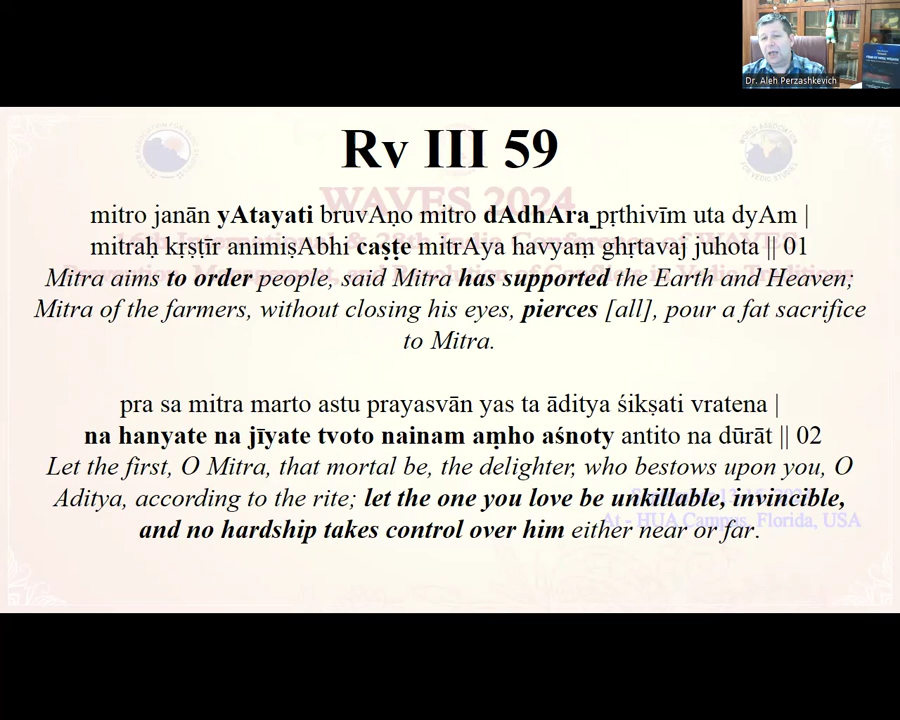 Dr. Aleh Perzashkevich
Rv III 59
WAVES 2024
mitro janān yAtayati bruvAṇo mitro dAdhAra pṛthivīm uta dyAm |
mitraḥ kṛṣṭīr animiṣAbhi caṣṭe mitrAya havyaṃ ghṛtavaj juhota || 01
Mitra aims to order people, said Mitra has supported the Earth and Heaven;
Mitra of the farmers, without closing his eyes, pierces [all], pour a fat sacrifice
to Mitra.
pra sa mitra marto astu prayasvān yas ta āditya śikṣati vratena |
na hanyate na jīyate tvoto nainam aṃho aśnoty antito na dūrāt || 02
Let the first, O Mitra, that mortal be, the delighter, who bestows upon you, O
Aditya, according to the rite; let the one you love be unkillable, invincible,
and no hardship takes control over him either near or far.
At - HUA Campus, Florida, USA